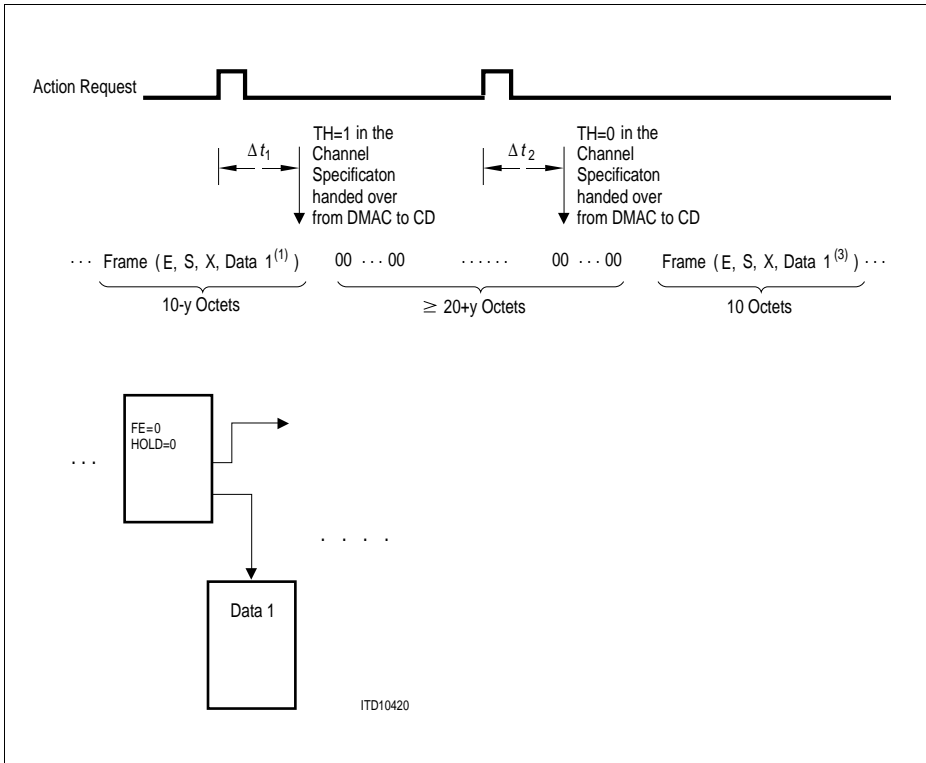 Action Request
Δ t1
TH=1 in the
Channel
Specificaton
handed over
from DMAC to CD
Δ t2
TH=0 in the
Channel
Specificaton
handed over
from DMAC to CD
··· Frame (E, S, X, Data 1(1)) 00 ··· 00 ······ 00 ··· 00 Frame (E, S, X, Data 1(3)) ···
10-y Octets
≥ 20+y Octets
10 Octets
FE=0
HOLD=0
...
. . . .
Data 1
ITD10420